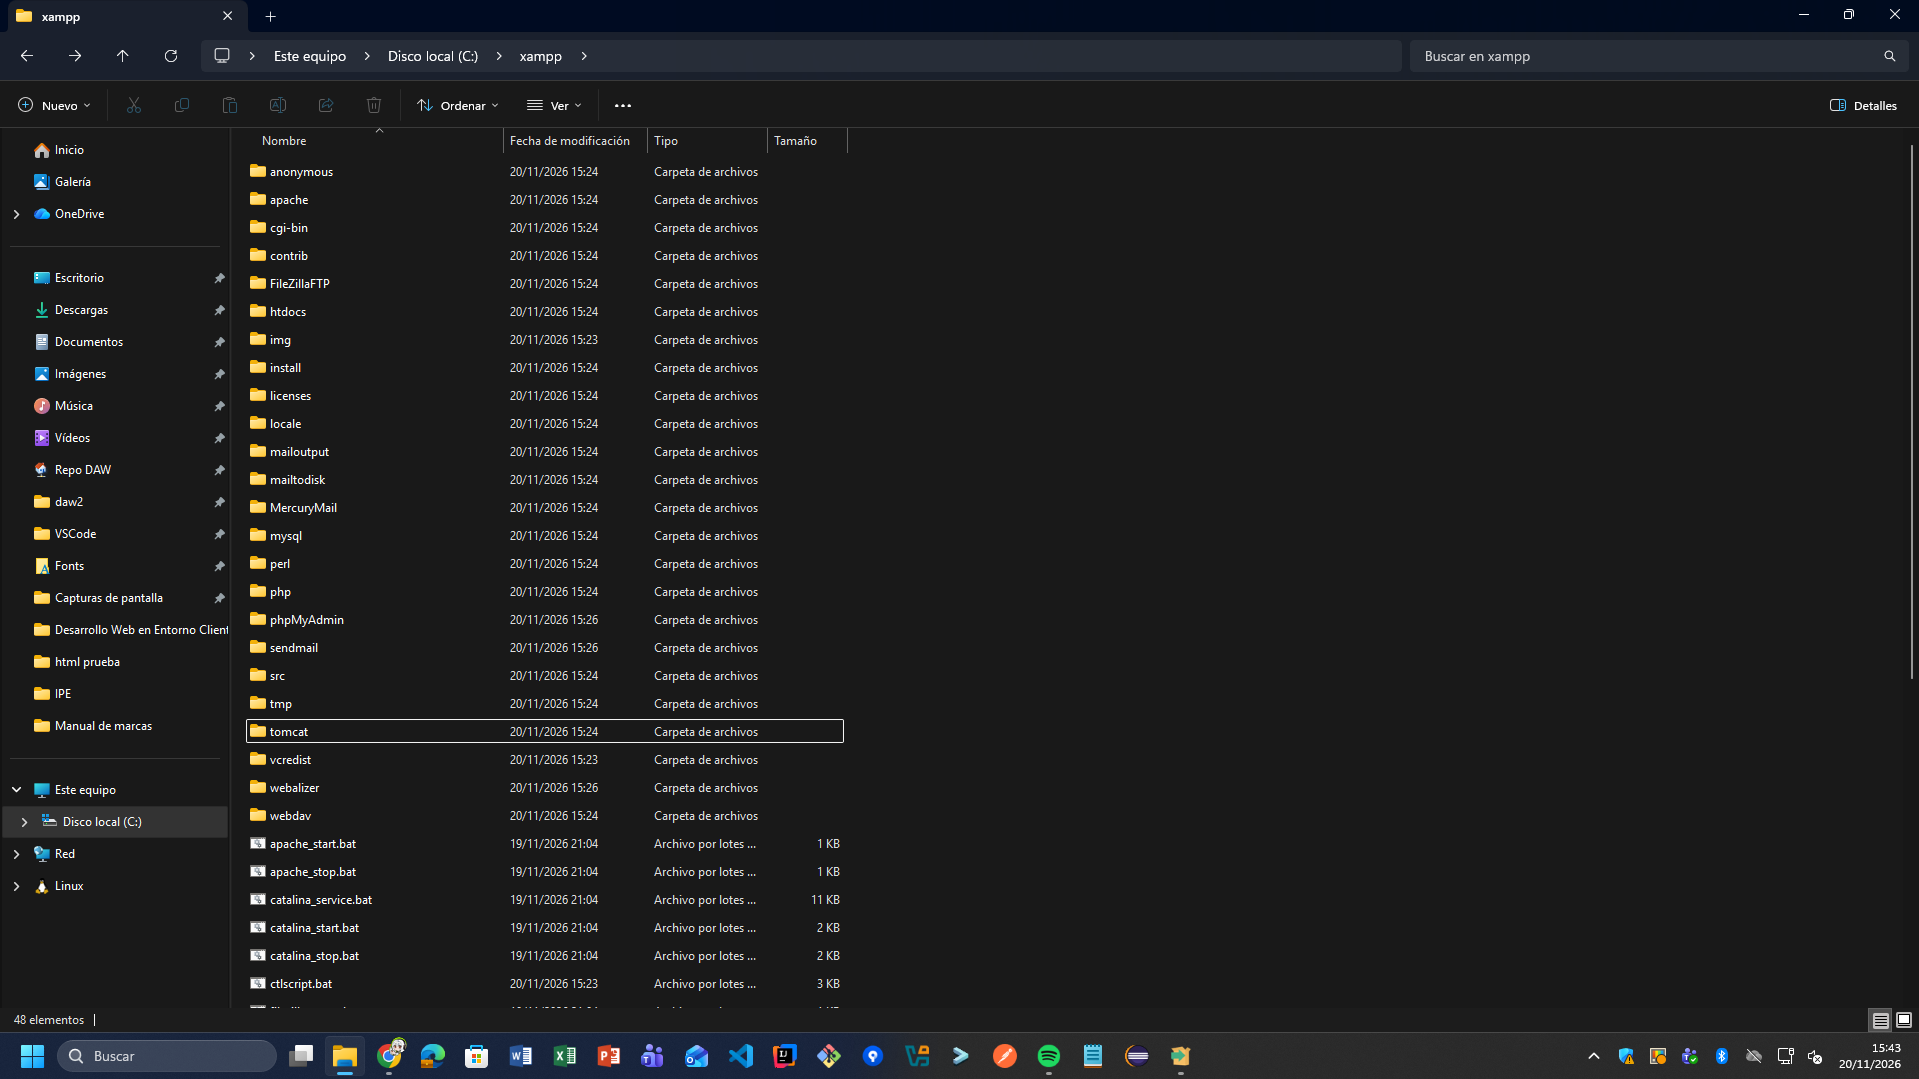 xampp
Este equipo
Disco local (C:)
xampp
Buscar en xampp
Nuevo
Ordenar
Ver
Detalles
Inicio
Galería
OneDrive
Escritorio
Descargas
Documentos
Imágenes
Música
Vídeos
Repo DAW
daw2
VSCode
Fonts
Capturas de pantalla
Desarrollo Web en Entorno Client
html prueba
IPE
Manual de marcas
Este equipo
Disco local (C:)
Red
Linux
Nombre Fecha de modificación Tipo Tamaño
anonymous 20/11/2026 15:24 Carpeta de archivos
apache 20/11/2026 15:24 Carpeta de archivos
cgi-bin 20/11/2026 15:24 Carpeta de archivos
contrib 20/11/2026 15:24 Carpeta de archivos
FileZillaFTP 20/11/2026 15:24 Carpeta de archivos
htdocs 20/11/2026 15:24 Carpeta de archivos
img 20/11/2026 15:23 Carpeta de archivos
install 20/11/2026 15:24 Carpeta de archivos
licenses 20/11/2026 15:24 Carpeta de archivos
locale 20/11/2026 15:24 Carpeta de archivos
mailoutput 20/11/2026 15:24 Carpeta de archivos
mailtodisk 20/11/2026 15:24 Carpeta de archivos
MercuryMail 20/11/2026 15:24 Carpeta de archivos
mysql 20/11/2026 15:24 Carpeta de archivos
perl 20/11/2026 15:24 Carpeta de archivos
php 20/11/2026 15:24 Carpeta de archivos
phpMyAdmin 20/11/2026 15:26 Carpeta de archivos
sendmail 20/11/2026 15:26 Carpeta de archivos
src 20/11/2026 15:24 Carpeta de archivos
tmp 20/11/2026 15:24 Carpeta de archivos
tomcat 20/11/2026 15:24 Carpeta de archivos
vcredist 20/11/2026 15:23 Carpeta de archivos
webalizer 20/11/2026 15:26 Carpeta de archivos
webdav 20/11/2026 15:24 Carpeta de archivos
apache_start.bat 19/11/2026 21:04 Archivo por lotes ... 1 KB
apache_stop.bat 19/11/2026 21:04 Archivo por lotes ... 1 KB
catalina_service.bat 19/11/2026 21:04 Archivo por lotes ... 11 KB
catalina_start.bat 19/11/2026 21:04 Archivo por lotes ... 2 KB
catalina_stop.bat 19/11/2026 21:04 Archivo por lotes ... 2 KB
ctlscript.bat 20/11/2026 15:23 Archivo por lotes ... 3 KB
48 elementos
Buscar
15:43
20/11/2026